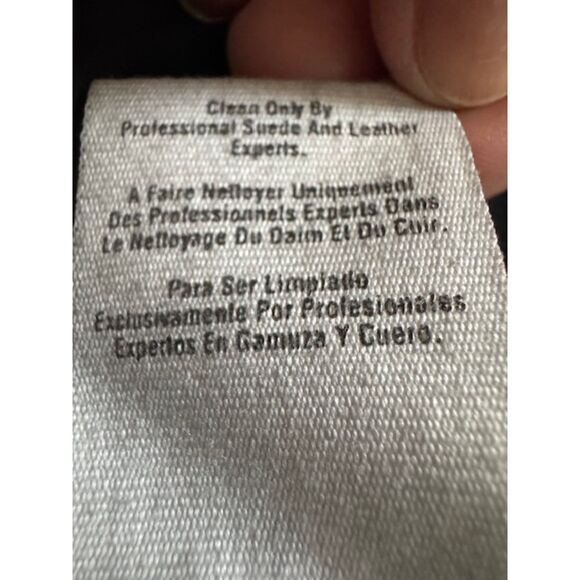 Clean Only By
Professional Suede And Leather
Experts.
A Faire Nettoyer Uniquement
Des Professionnels Experts Dans
Le Nettoyage Du Daim Et Du Cuir.
Para Ser Limpiado
Exclusivamente Por Profesionales
Expertos En Gamuza Y Cuero.